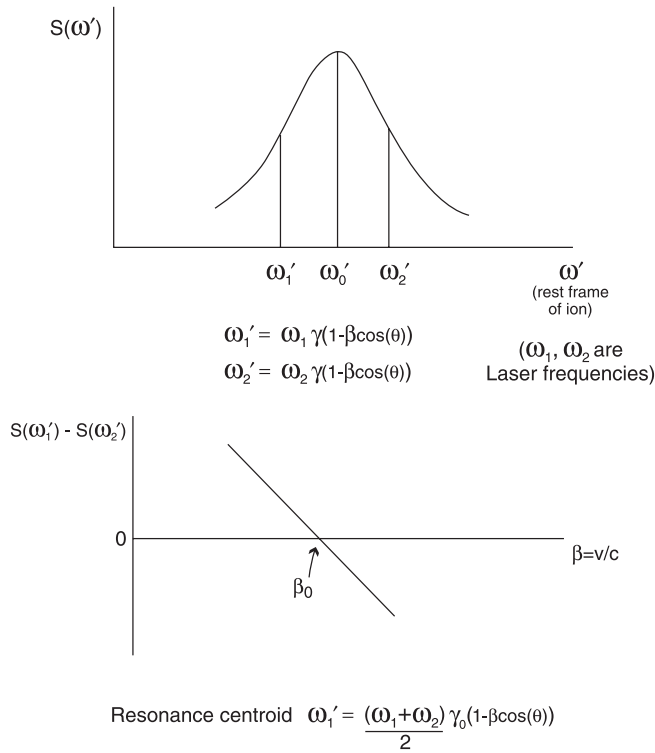 S(ω′)
ω₁′ ω₀′ ω₂′ ω′
(rest frame
of ion)
ω₁′ = ω₁ γ(1-βcos(θ))
ω₂′ = ω₂ γ(1-βcos(θ))
(ω₁, ω₂ are
Laser frequencies)
S(ω₁′) - S(ω₂′)
0
β=v/c
β₀
Resonance centroid ω₁′ = (ω₁+ω₂)/2 γ₀(1-βcos(θ))